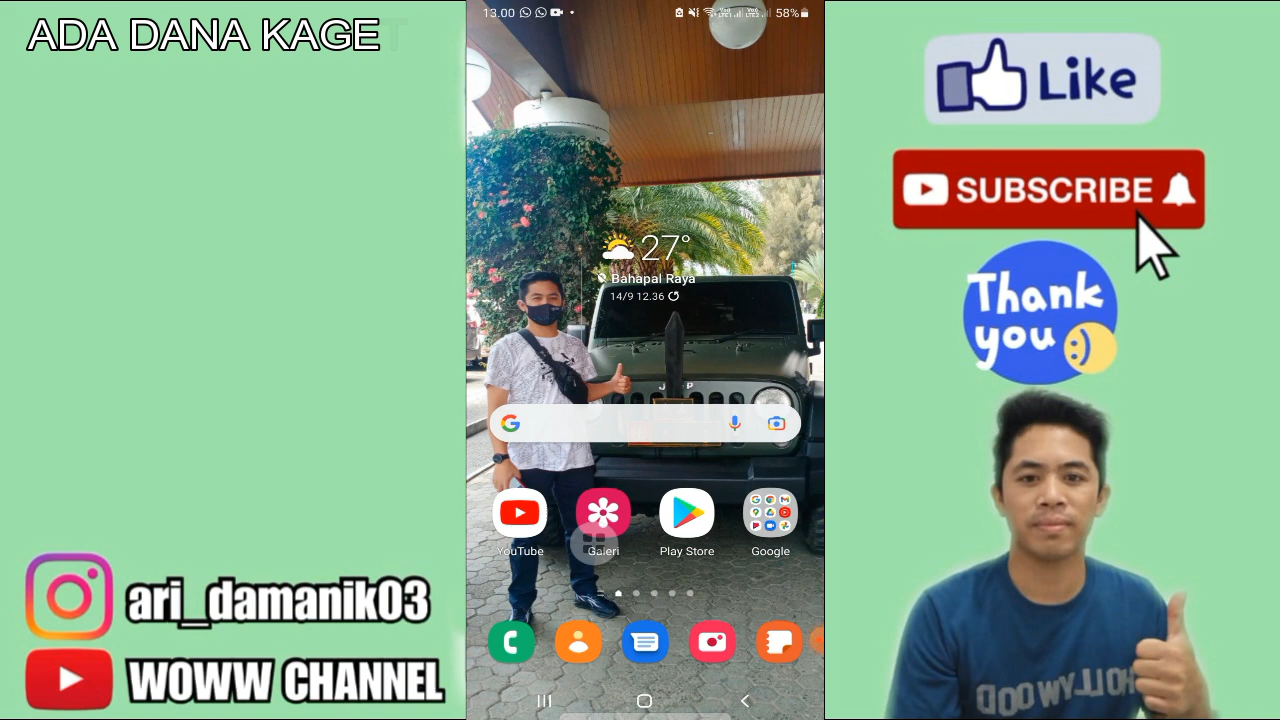 ADA DANA KAGE
13.00
58%
27°
Bahapal Raya
14/9 12.36
J P
YouTube
Galeri
Play Store
Google
ari_damanik03
WOWW CHANNEL
Like
SUBSCRIBE
Thank
you
HOLLYWOOD